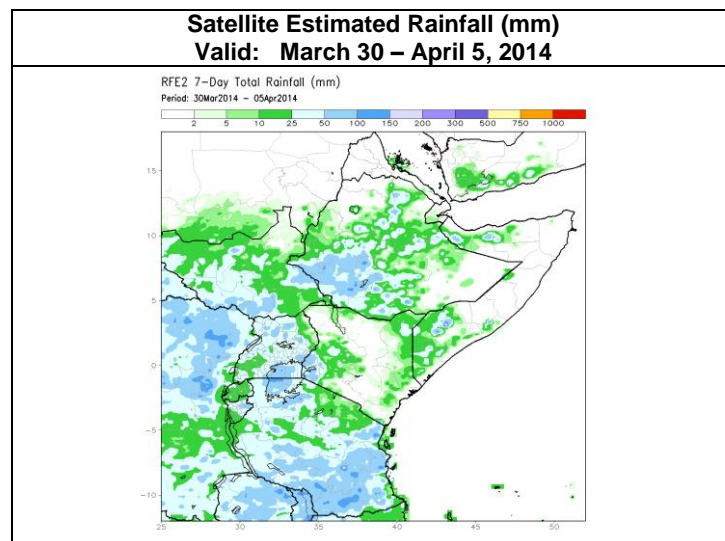 Satellite Estimated Rainfall (mm)
Valid: March 30 – April 5, 2014
RFE2 7-Day Total Rainfall (mm)
Period: 30Mar2014 – 05Apr2014
2 5 10 25 50 100 150 200 300 500 750 1000
15
10
5
0
-5
-10
25 30 35 40 45 50